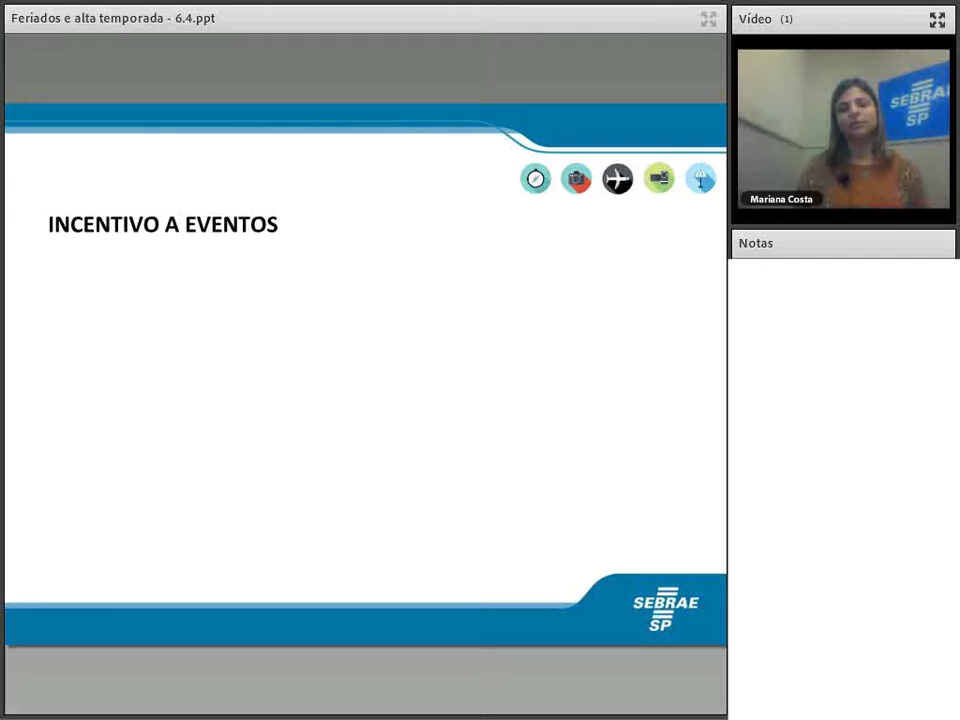 Feriados e alta temporada - 6.4.ppt
Vídeo (1)
SEBRAE
SP
Mariana Costa
Notas
INCENTIVO A EVENTOS
SEBRAE
SP